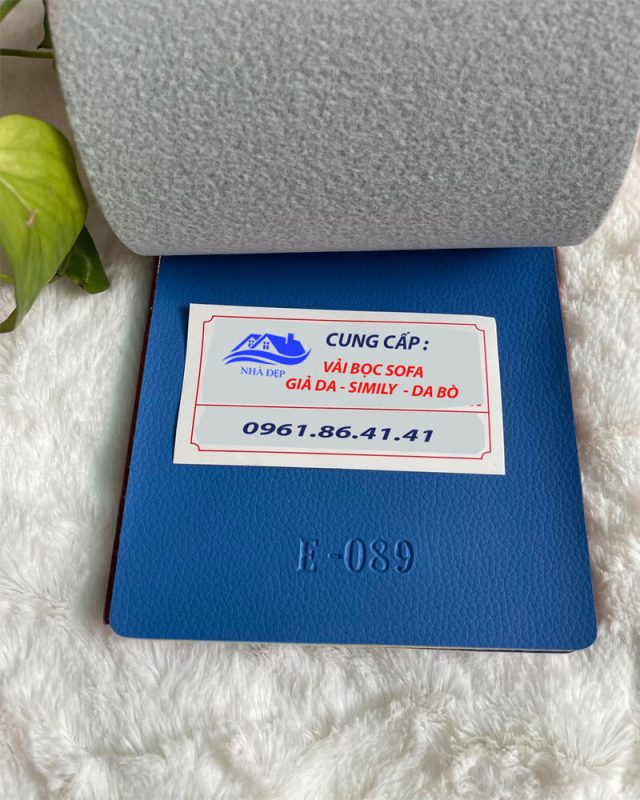 CUNG CẤP :
NHÀ ĐẸP
VẢI BỌC SOFA
GIẢ DA - SIMILY - DA BÒ
0961.86.41.41
E-089